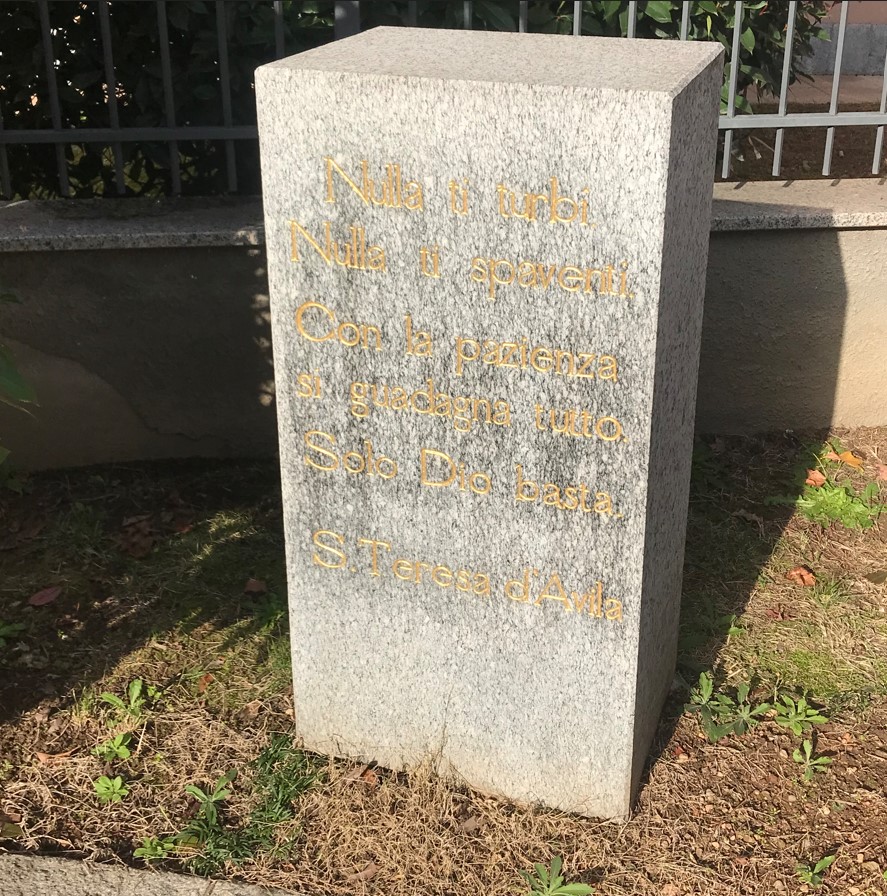 Nulla ti turbi.
Nulla ti spaventi.
Con la pazienza
si guadagna tutto.
Solo Dio basta.
S. Teresa d'Avila